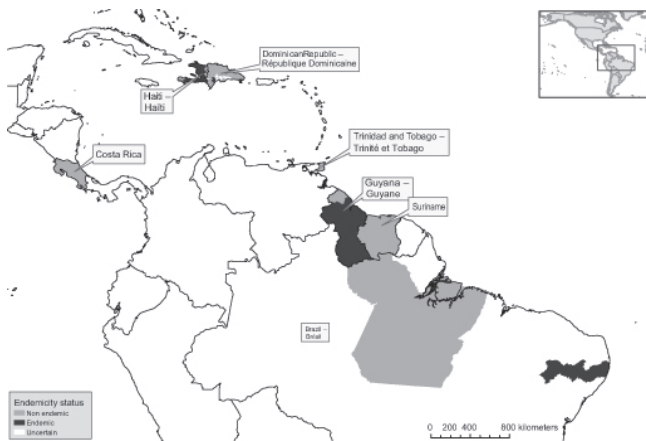 DominicanRepublic –
République Dominicaine
Haiti –
Haïti
Costa Rica
Trinidad and Tobago –
Trinité et Tobago
Guyana –
Guyane
Suriname
Brazil –
Brésil
Endemicity status
Non endemic
Endemic
Uncertain
0 200 400 800 kilometers